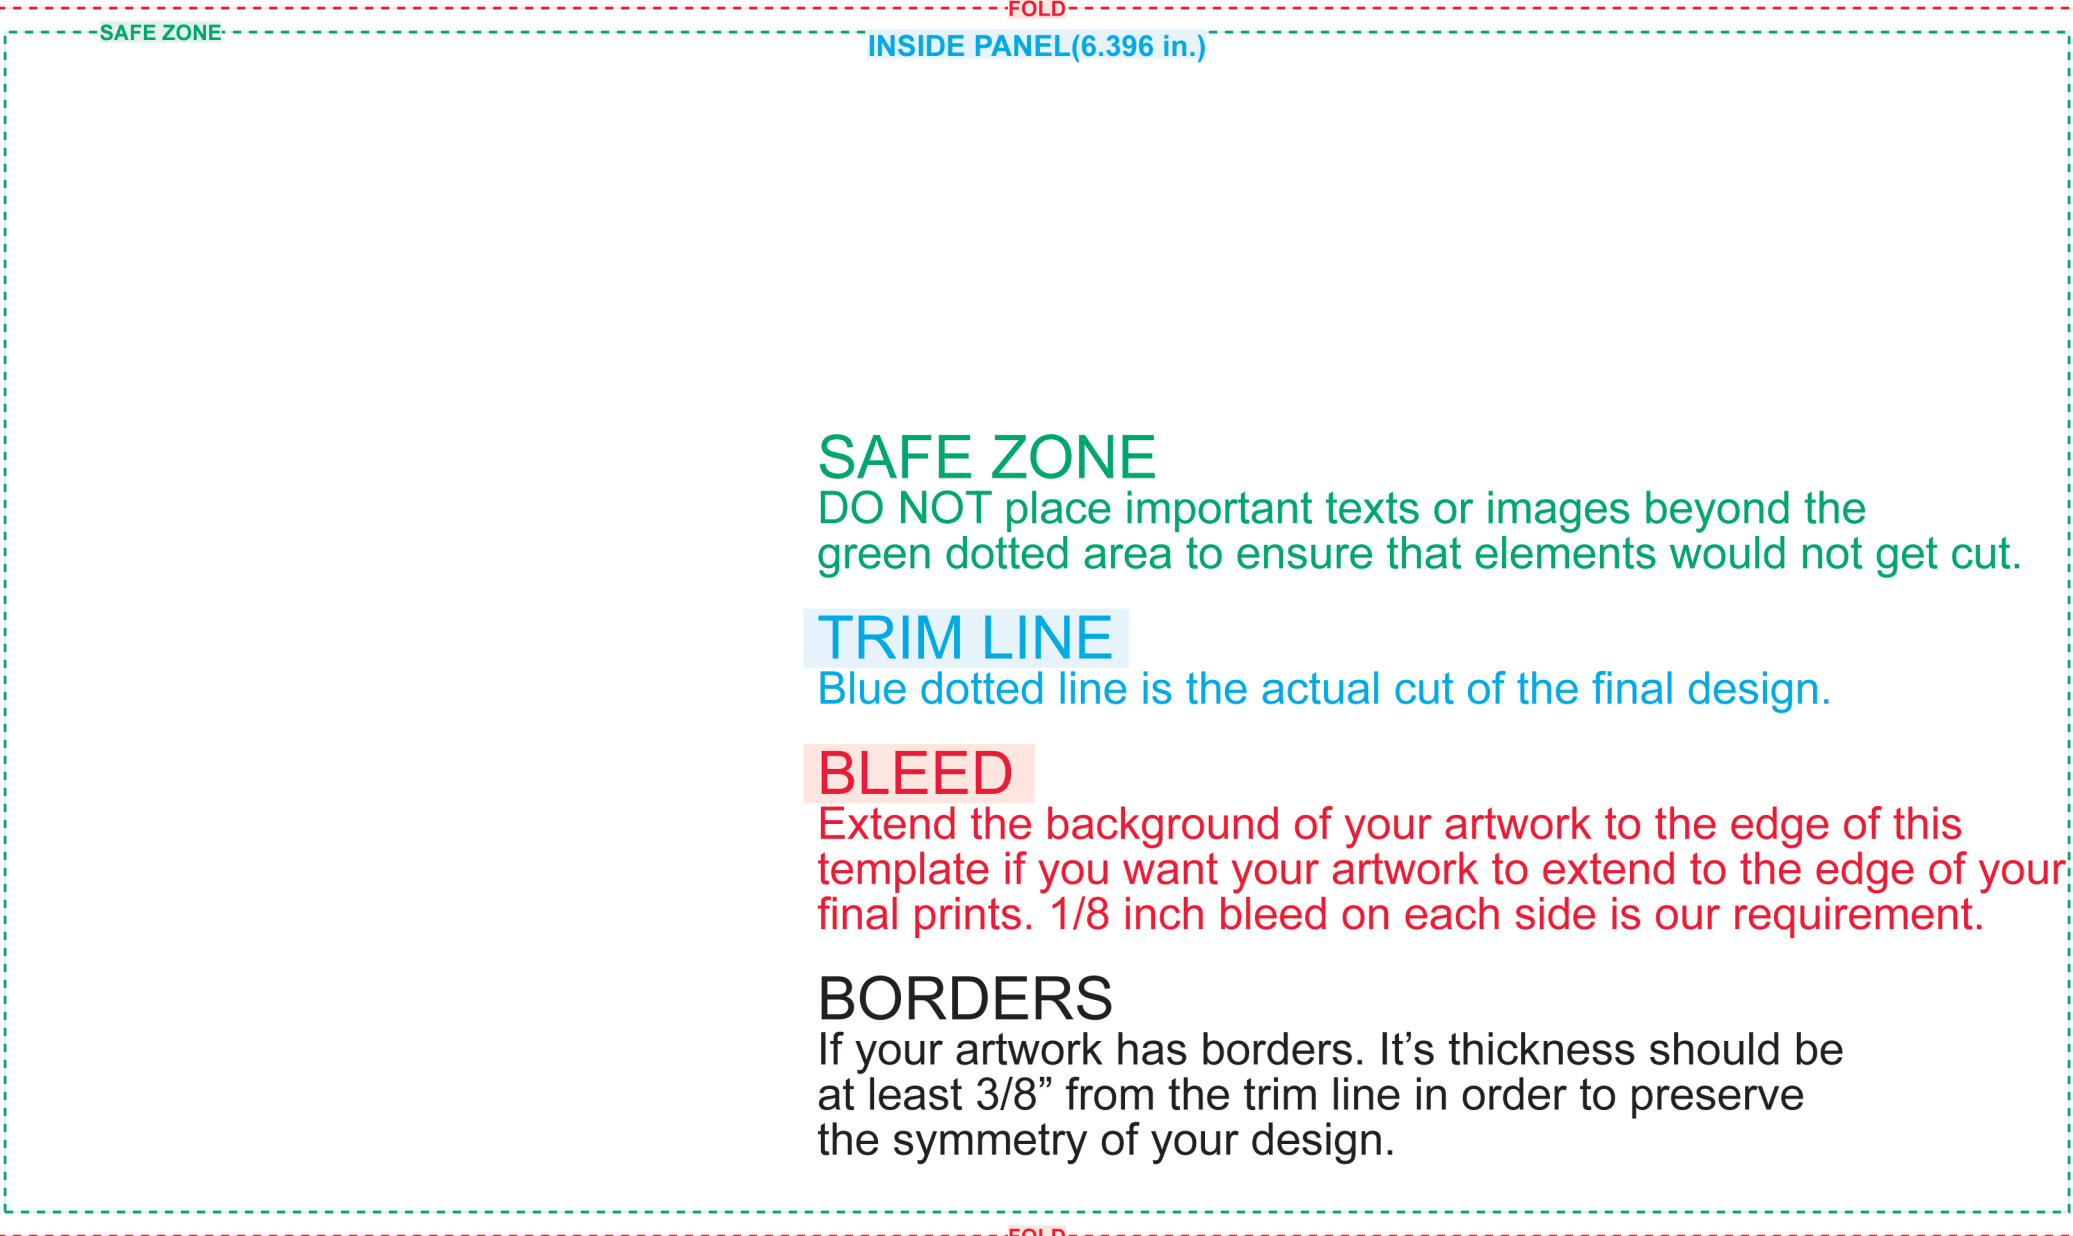 FOLD
SAFE ZONE
INSIDE PANEL(6.396 in.)
SAFE ZONE
DO NOT place important texts or images beyond the
green dotted area to ensure that elements would not get cut.
TRIM LINE
Blue dotted line is the actual cut of the final design.
BLEED
Extend the background of your artwork to the edge of this
template if you want your artwork to extend to the edge of your
final prints. 1/8 inch bleed on each side is our requirement.
BORDERS
If your artwork has borders. It’s thickness should be
at least 3/8” from the trim line in order to preserve
the symmetry of your design.
FOLD